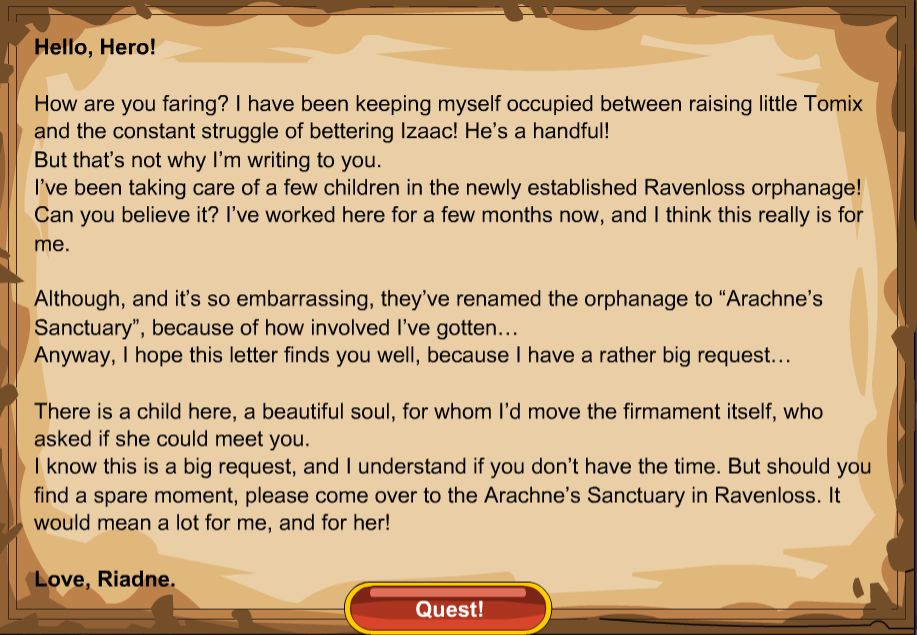 Hello, Hero!
How are you faring? I have been keeping myself occupied between raising little Tomix
and the constant struggle of bettering Izaac! He's a handful!
But that's not why I'm writing to you.
I've been taking care of a few children in the newly established Ravenloss orphanage!
Can you believe it? I've worked here for a few months now, and I think this really is for
me.
Although, and it's so embarrassing, they've renamed the orphanage to “Arachne's
Sanctuary”, because of how involved I've gotten…
Anyway, I hope this letter finds you well, because I have a rather big request…
There is a child here, a beautiful soul, for whom I'd move the firmament itself, who
asked if she could meet you.
I know this is a big request, and I understand if you don't have the time. But should you
find a spare moment, please come over to the Arachne's Sanctuary in Ravenloss. It
would mean a lot for me, and for her!
Love, Riadne.
Quest!